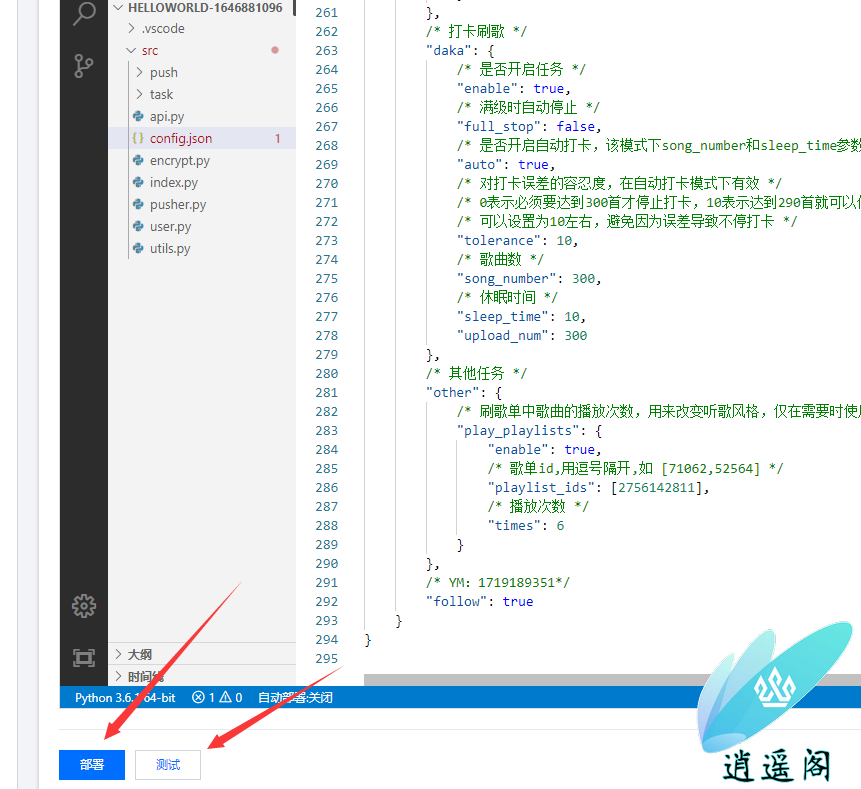 HELLOWORLD-1646881096
.vscode
src
push
task
api.py
config.json 1
encrypt.py
index.py
pusher.py
user.py
utils.py
大纲
时间线
261 },
262 /* 打卡刷歌 */
263 "daka": {
264 /* 是否开启任务 */
265 "enable": true,
266 /* 满级时自动停止 */
267 "full_stop": false,
268 /* 是否开启自动打卡，该模式下song_number和sleep_time参数
269 "auto": true,
270 /* 对打卡误差的容忍度，在自动打卡模式下有效 */
271 /* 0表示必须要达到300首才停止打卡，10表示达到290首就可以
272 /* 可以设置为10左右，避免因为误差导致不停打卡 */
273 "tolerance": 10,
274 /* 歌曲数 */
275 "song_number": 300,
276 /* 休眠时间 */
277 "sleep_time": 10,
278 "upload_num": 300
279 },
280 /* 其他任务 */
281 "other": {
282 /* 刷歌单中歌曲的播放次数，用来改变听歌风格，仅在需要时使
283 "play_playlists": {
284 "enable": true,
285 /* 歌单id,用逗号隔开,如 [71062,52564] */
286 "playlist_ids": [2756142811],
287 /* 播放次数 */
288 "times": 6
289 }
290 },
291 /* YM: 1719189351*/
292 "follow": true
293 }
294 }
295
Python 3.6.1 64-bit 1 0 自动部署:关闭
部署 测试
逍遥阁